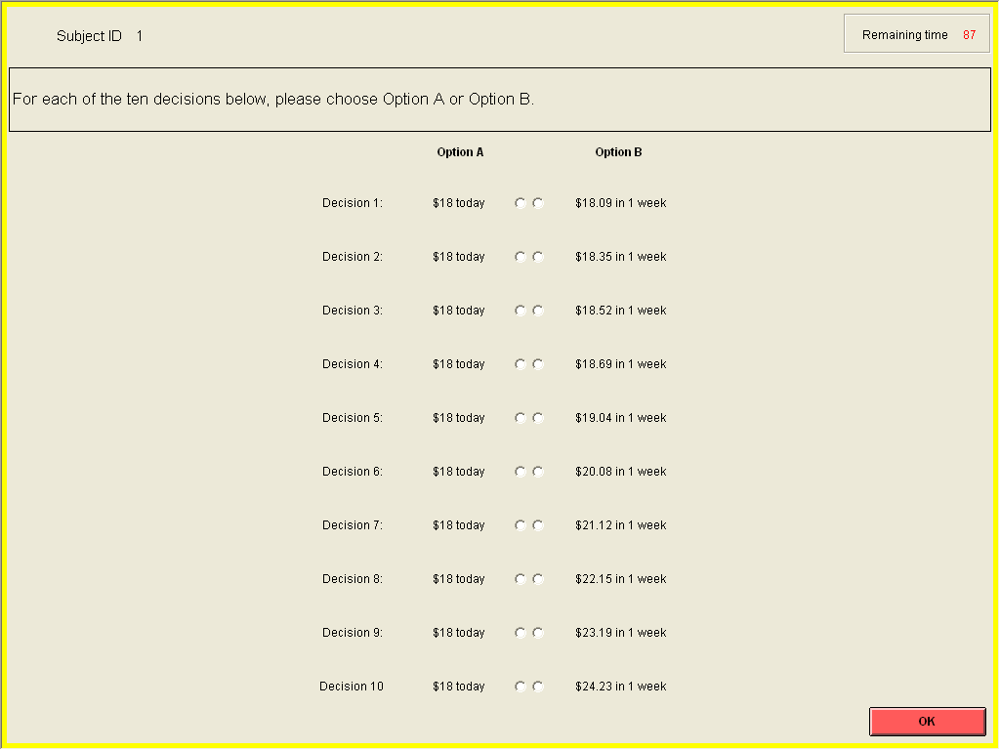 Subject ID 1
Remaining time 87
For each of the ten decisions below, please choose Option A or Option B.
Option A Option B
Decision 1: $18 today $18.09 in 1 week
Decision 2: $18 today $18.35 in 1 week
Decision 3: $18 today $18.52 in 1 week
Decision 4: $18 today $18.69 in 1 week
Decision 5: $18 today $19.04 in 1 week
Decision 6: $18 today $20.08 in 1 week
Decision 7: $18 today $21.12 in 1 week
Decision 8: $18 today $22.15 in 1 week
Decision 9: $18 today $23.19 in 1 week
Decision 10 $18 today $24.23 in 1 week
OK